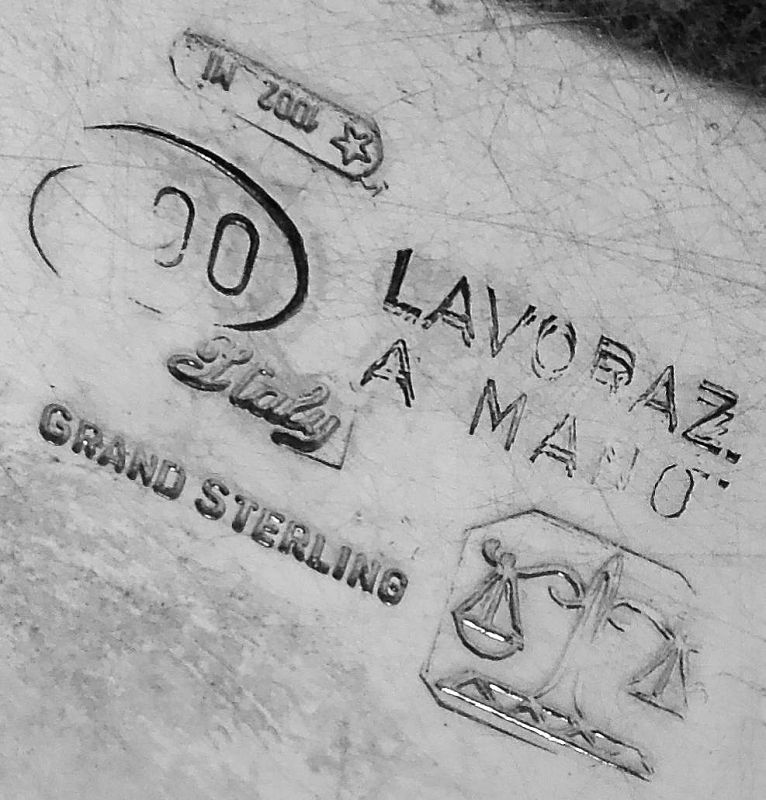 ☆ 1002 MI
00
Italy
GRAND STERLING
LAVORAZ.
A MANO